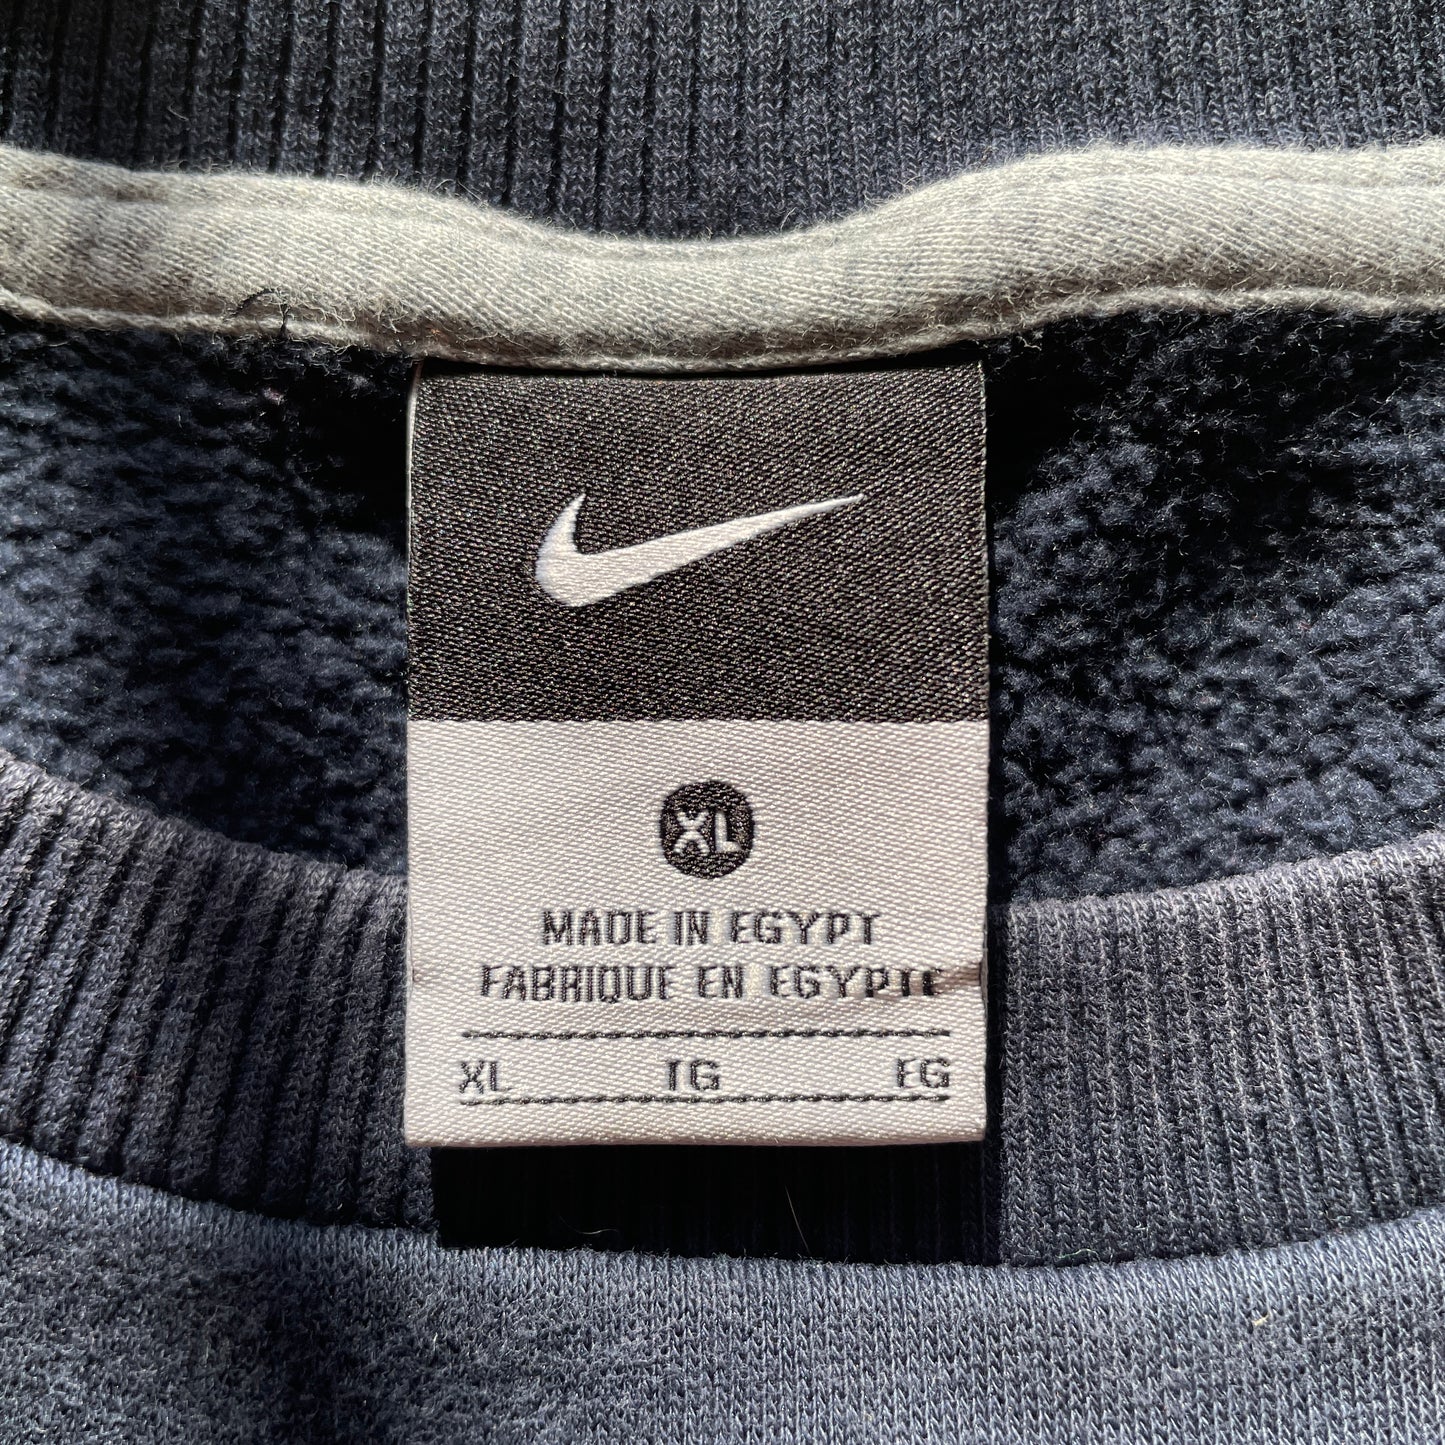 XL
MADE IN EGYPT
FABRIQUE EN EGYPTE
XL TG EG